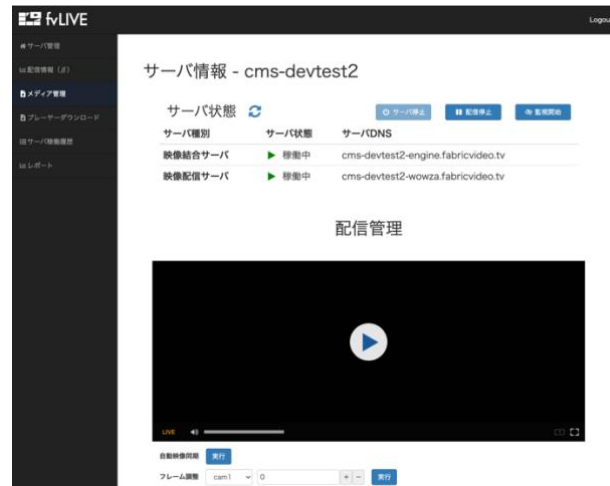 fvLIVE
Logou
サーバ管理
配信情報（β）
メディア管理
プレーヤーダウンロード
サーバ稼働履歴
レポート
サーバ情報 - cms-devtest2
サーバ状態
サーバ停止 配信停止 監視開始
サーバ種別 サーバ状態 サーバDNS
映像結合サーバ 稼働中 cms-devtest2-engine.fabricvideo.tv
映像配信サーバ 稼働中 cms-devtest2-wowza.fabricvideo.tv
配信管理
LIVE
自動映像同期 実行
フレーム調整 cam1 0 + − 実行